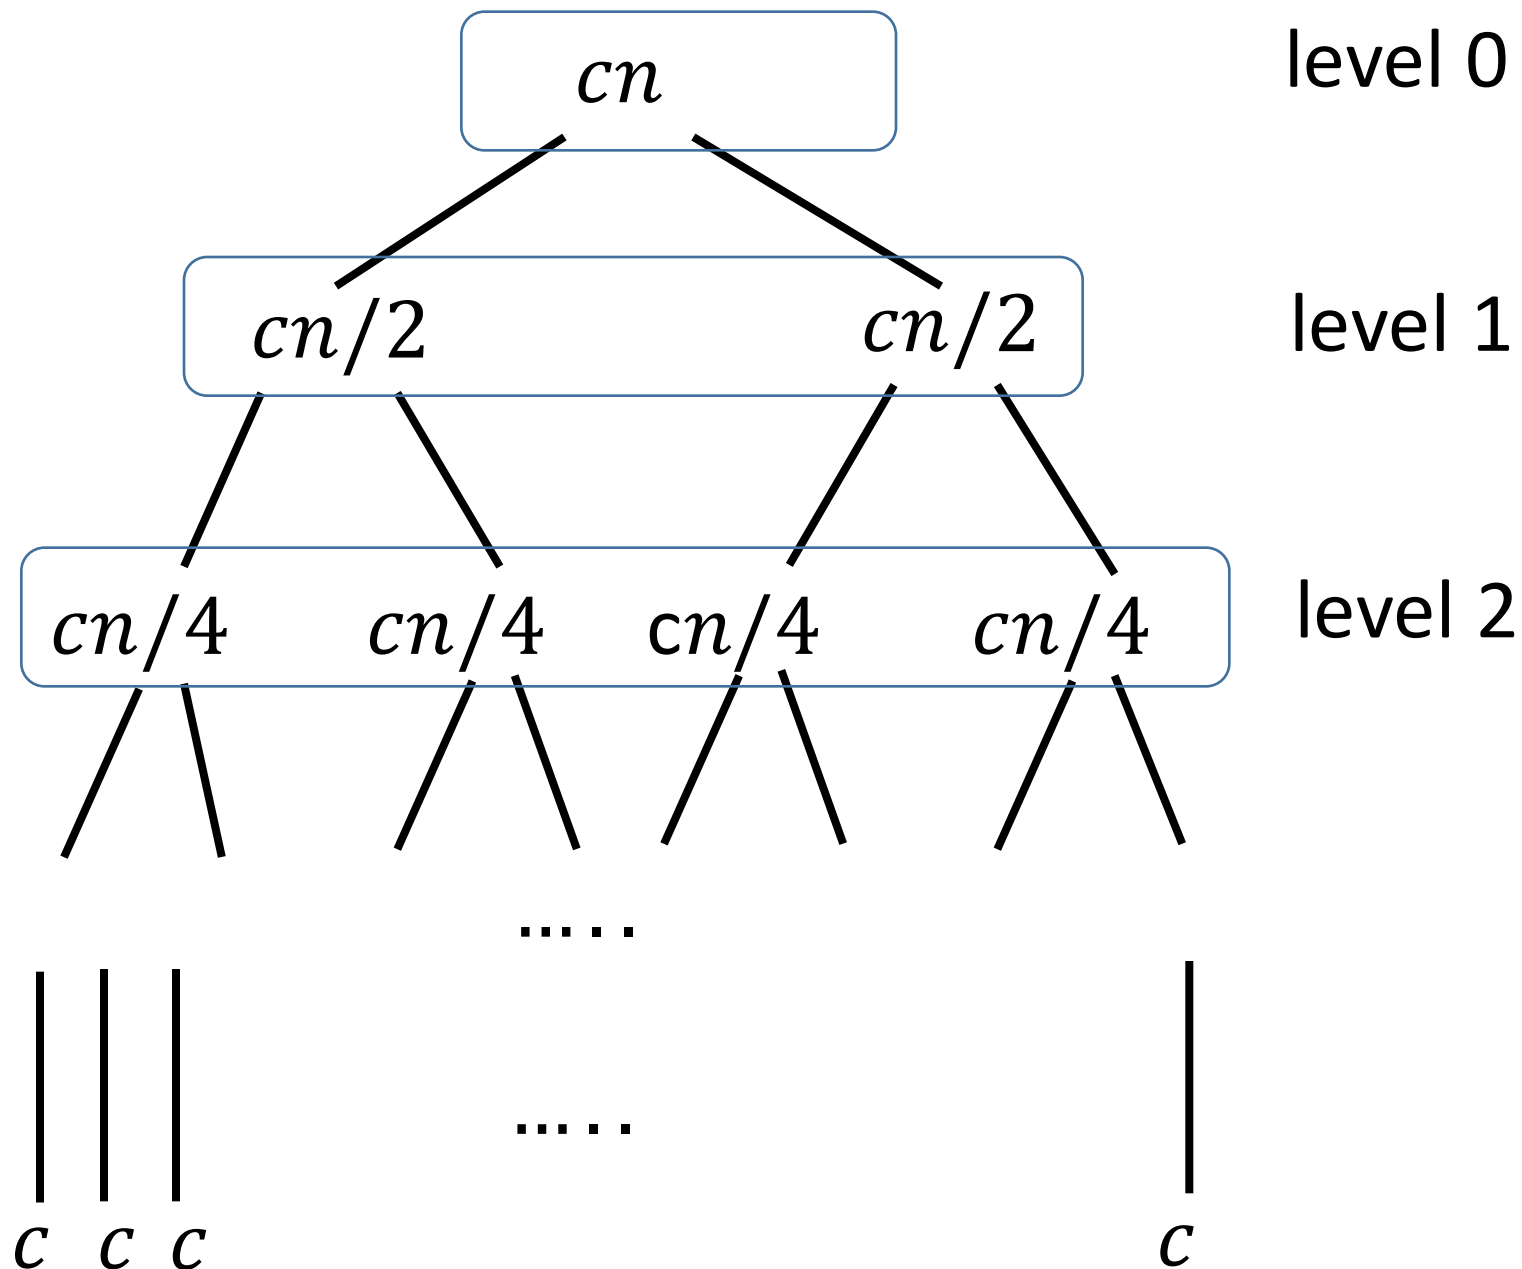 cn level 0
cn/2 cn/2 level 1
cn/4 cn/4 cn/4 cn/4 level 2
.....
.....
c c c c